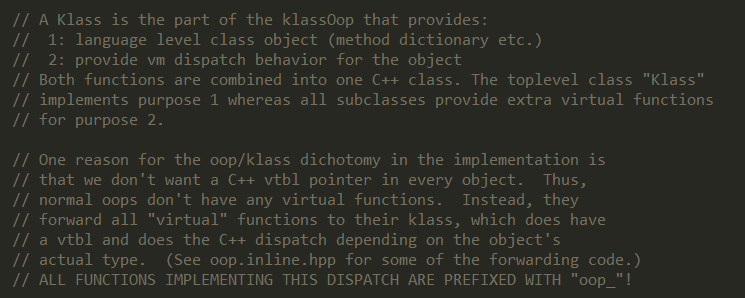 // A Klass is the part of the klassOop that provides:
//  1: language level class object (method dictionary etc.)
//  2: provide vm dispatch behavior for the object
// Both functions are combined into one C++ class. The toplevel class "Klass"
// implements purpose 1 whereas all subclasses provide extra virtual functions
// for purpose 2.

// One reason for the oop/klass dichotomy in the implementation is
// that we don't want a C++ vtbl pointer in every object.  Thus,
// normal oops don't have any virtual functions.  Instead, they
// forward all "virtual" functions to their klass, which does have
// a vtbl and does the C++ dispatch depending on the object's
// actual type.  (See oop.inline.hpp for some of the forwarding code.)
// ALL FUNCTIONS IMPLEMENTING THIS DISPATCH ARE PREFIXED WITH "oop_"!